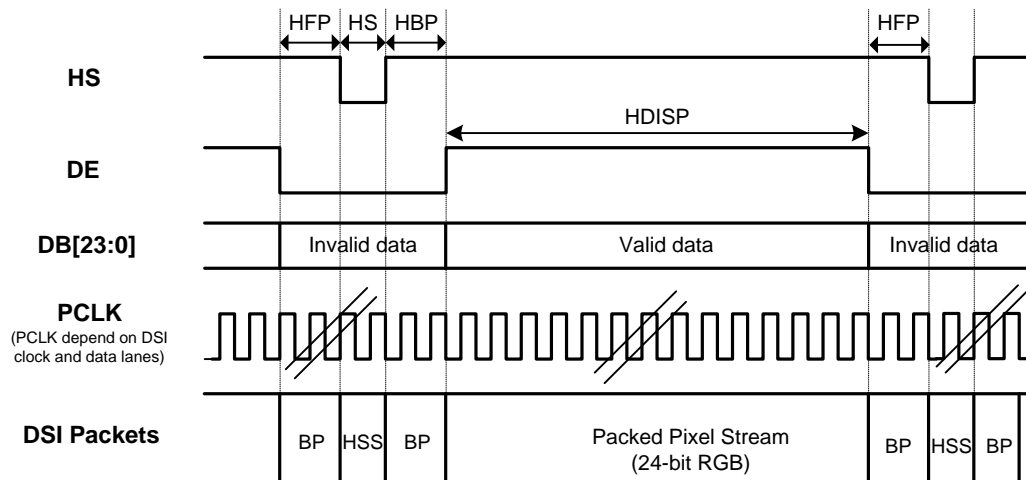 HFP HS HBP HFP
HS
HDISP
DE
DB[23:0] Invalid data Valid data Invalid data
PCLK
(PCLK depend on DSI
clock and data lanes)
DSI Packets BP HSS BP Packed Pixel Stream BP HSS BP
(24-bit RGB)